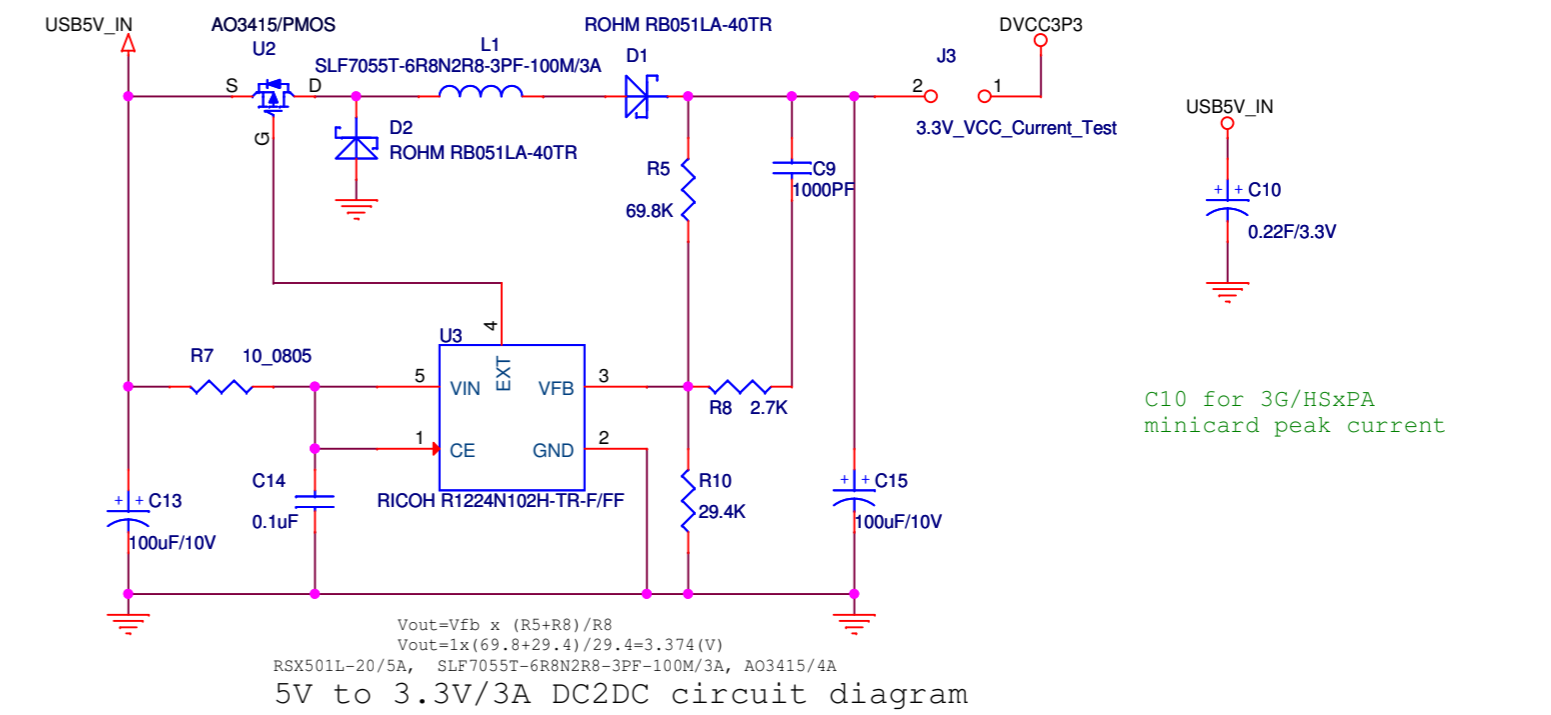 USB5V_IN
AO3415/PMOS
U2
S
D
G
L1
SLF7055T-6R8N2R8-3PF-100M/3A
ROHM RB051LA-40TR
D1
D2
ROHM RB051LA-40TR
J3
2
1
3.3V_VCC_Current_Test
DVCC3P3
USB5V_IN
+ + C10
0.22F/3.3V
R5
69.8K
C9
1000PF
R7 10_0805
U3
4
EXT
5
VIN
VFB
3
1
CE
GND
2
RICOH R1224N102H-TR-F/FF
R8 2.7K
C10 for 3G/HSxPA
minicard peak current
+ + C13
100uF/10V
C14
0.1uF
R10
29.4K
+ + C15
100uF/10V
Vout=Vfb x (R5+R8)/R8
Vout=1x(69.8+29.4)/29.4=3.374(V)
RSX501L-20/5A, SLF7055T-6R8N2R8-3PF-100M/3A, AO3415/4A
5V to 3.3V/3A DC2DC circuit diagram